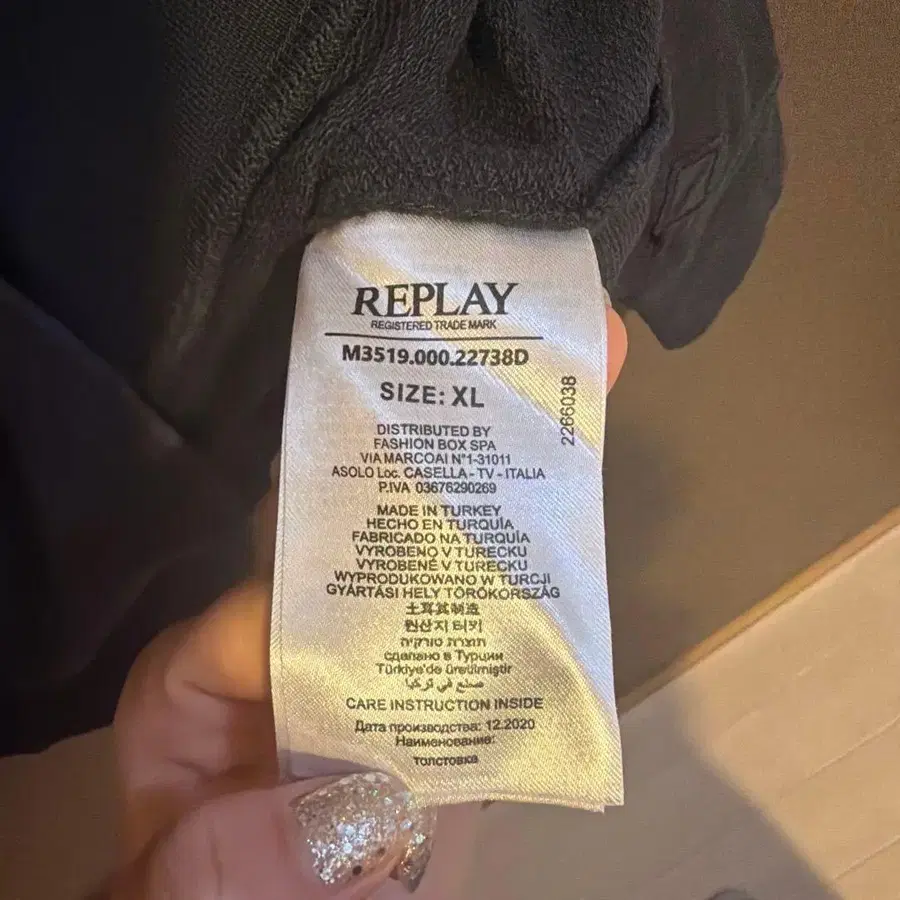 REPLAY
REGISTERED TRADE MARK
M3519.000.22738D
SIZE: XL
2266038
DISTRIBUTED BY
FASHION BOX SPA
VIA MARCOAI N°1-31011
ASOLO Loc. CASELLA - TV - ITALIA
P.IVA 03676290269
MADE IN TURKEY
HECHO EN TURQUÍA
FABRICADO NA TURQUÍA
VYROBENO V TURECKU
VYROBENÉ V TURECKU
WYPRODUKOWANO W TURCJI
GYÁRTÁSI HELY TÖRÖKORSZÁG
土耳其制造
원산지 터키
תוצרת טורקיה
сделано в Турции
Türkiye'de üretilmiştir
صنع في تركيا
CARE INSTRUCTION INSIDE
Дата производства: 12.2020
Наименование:
толстовка